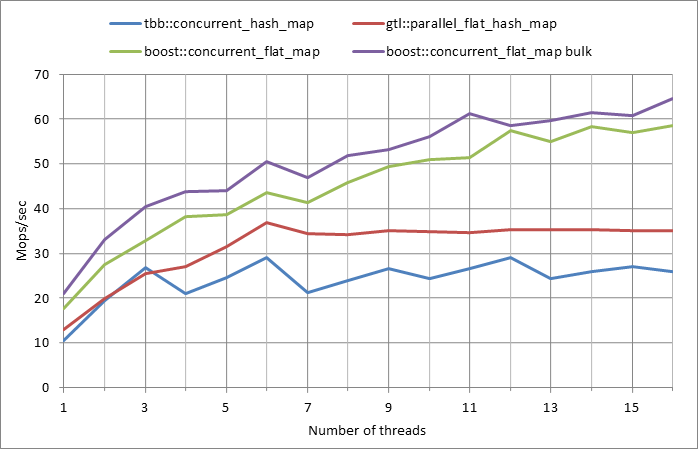 tbb::concurrent_hash_map gtl::parallel_flat_hash_map
boost::concurrent_flat_map boost::concurrent_flat_map bulk
70
60
50
40
30
20
10
0
Mops/sec
1 3 5 7 9 11 13 15
Number of threads